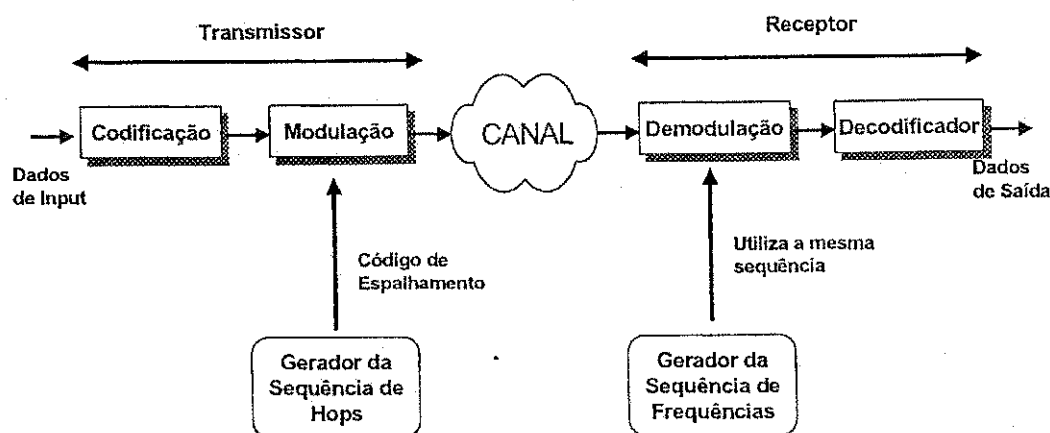 Transmissor
Receptor
Codificação
Modulação
CANAL
Demodulação
Decodificador
Dados
de Input
Dados
de Saída
Código de
Espalhamento
Utiliza a mesma
sequência
Gerador da
Sequência de
Hops
Gerador da
Sequência de
Frequências